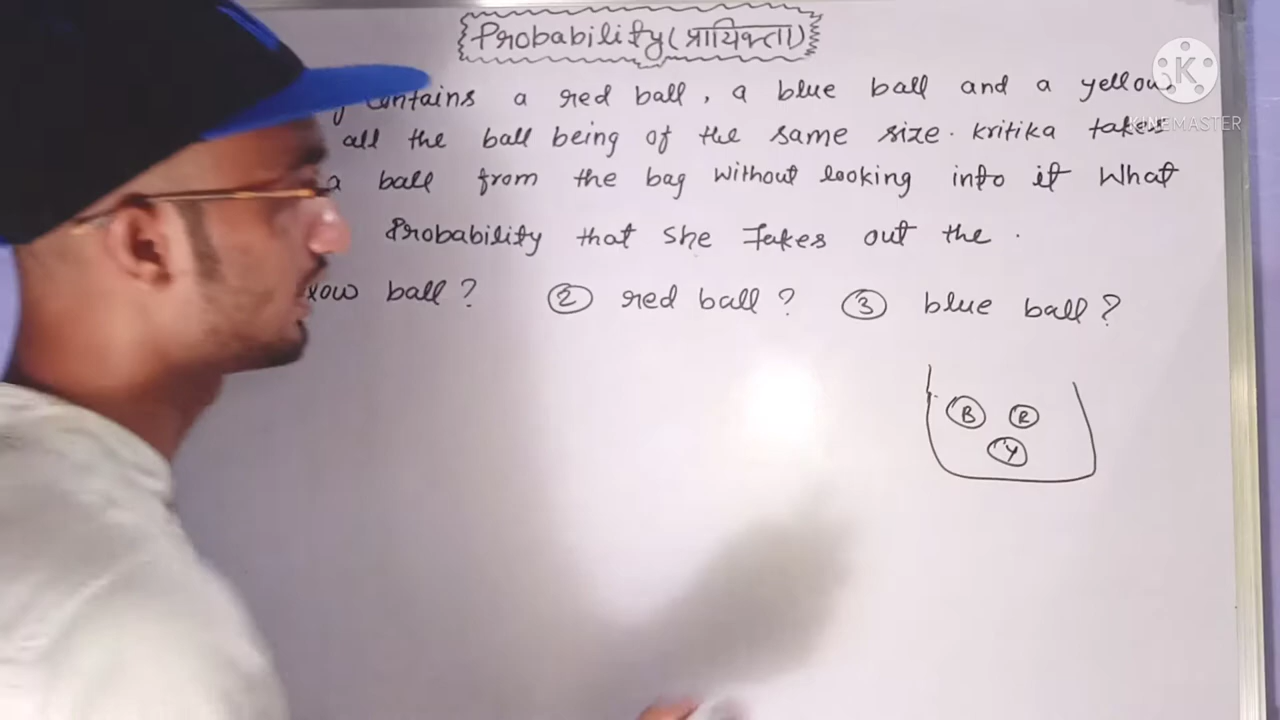 Probability (प्रायिकता)
contains a red ball, a blue ball and a yellow
all the ball being of the same size. Kritika takes
a ball from the bag without looking into it What
Probability that she Takes out the .
ball? ② red ball? ③ blue ball?
B R
Y
K
KINEMASTER